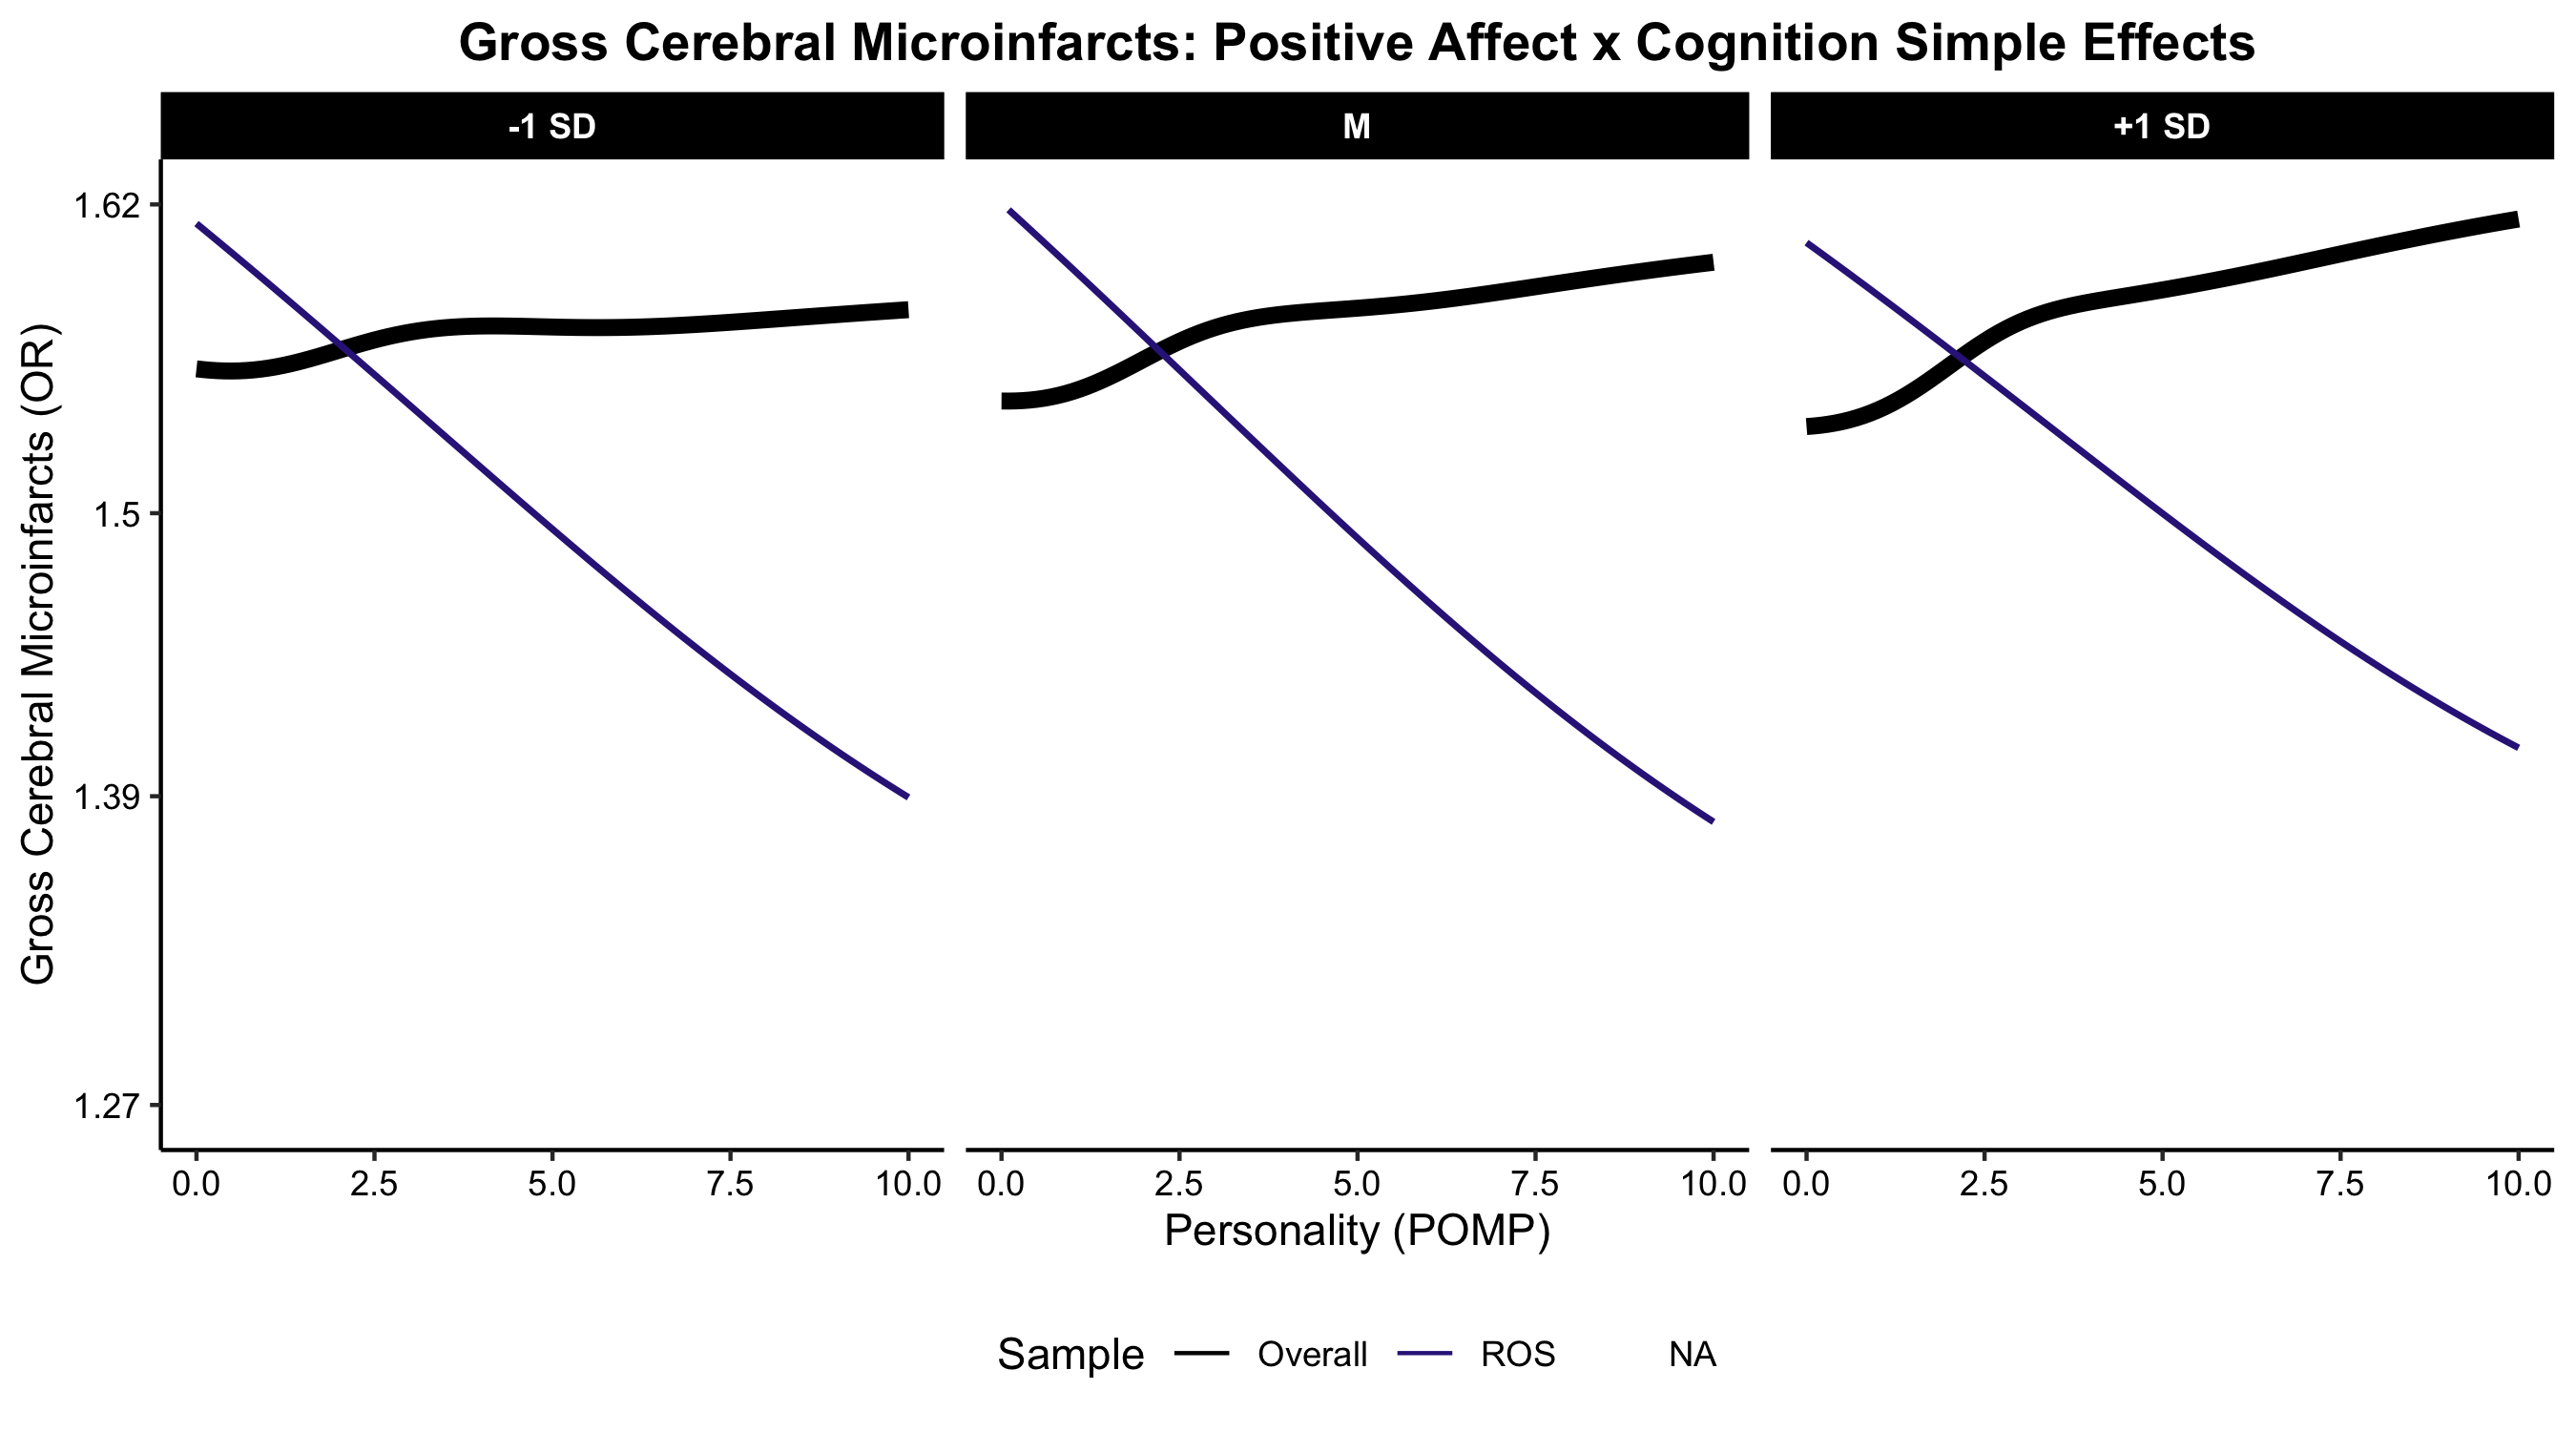 Gross Cerebral Microinfarcts: Positive Affect x Cognition Simple Effects
-1 SD M +1 SD
Gross Cerebral Microinfarcts (OR)
1.62
1.5
1.39
1.27
0.0 2.5 5.0 7.5 10.0 0.0 2.5 5.0 7.5 10.0 0.0 2.5 5.0 7.5 10.0
Personality (POMP)
Sample Overall ROS NA